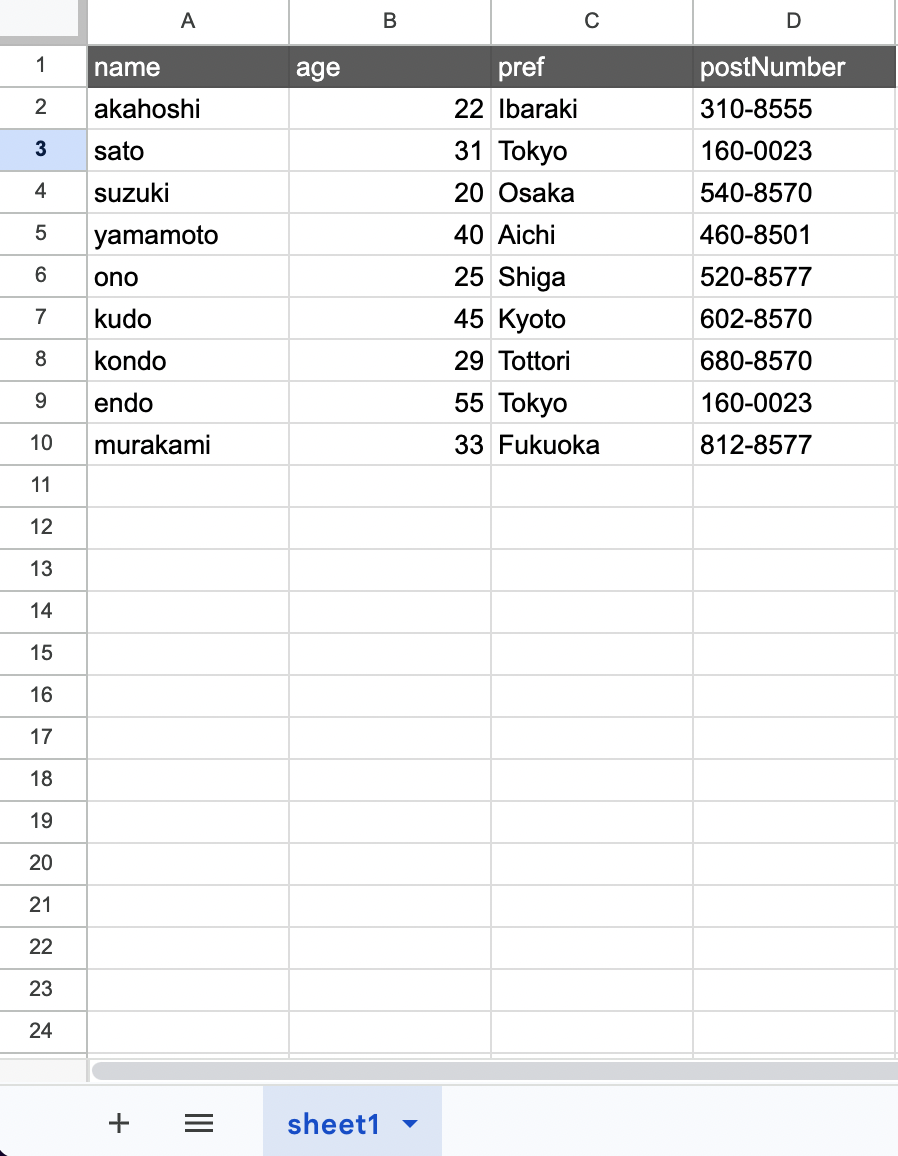 A B C D
1 name age pref postNumber
2 akahoshi 22 Ibaraki 310-8555
3 sato 31 Tokyo 160-0023
4 suzuki 20 Osaka 540-8570
5 yamamoto 40 Aichi 460-8501
6 ono 25 Shiga 520-8577
7 kudo 45 Kyoto 602-8570
8 kondo 29 Tottori 680-8570
9 endo 55 Tokyo 160-0023
10 murakami 33 Fukuoka 812-8577
11
12
13
14
15
16
17
18
19
20
21
22
23
24
sheet1